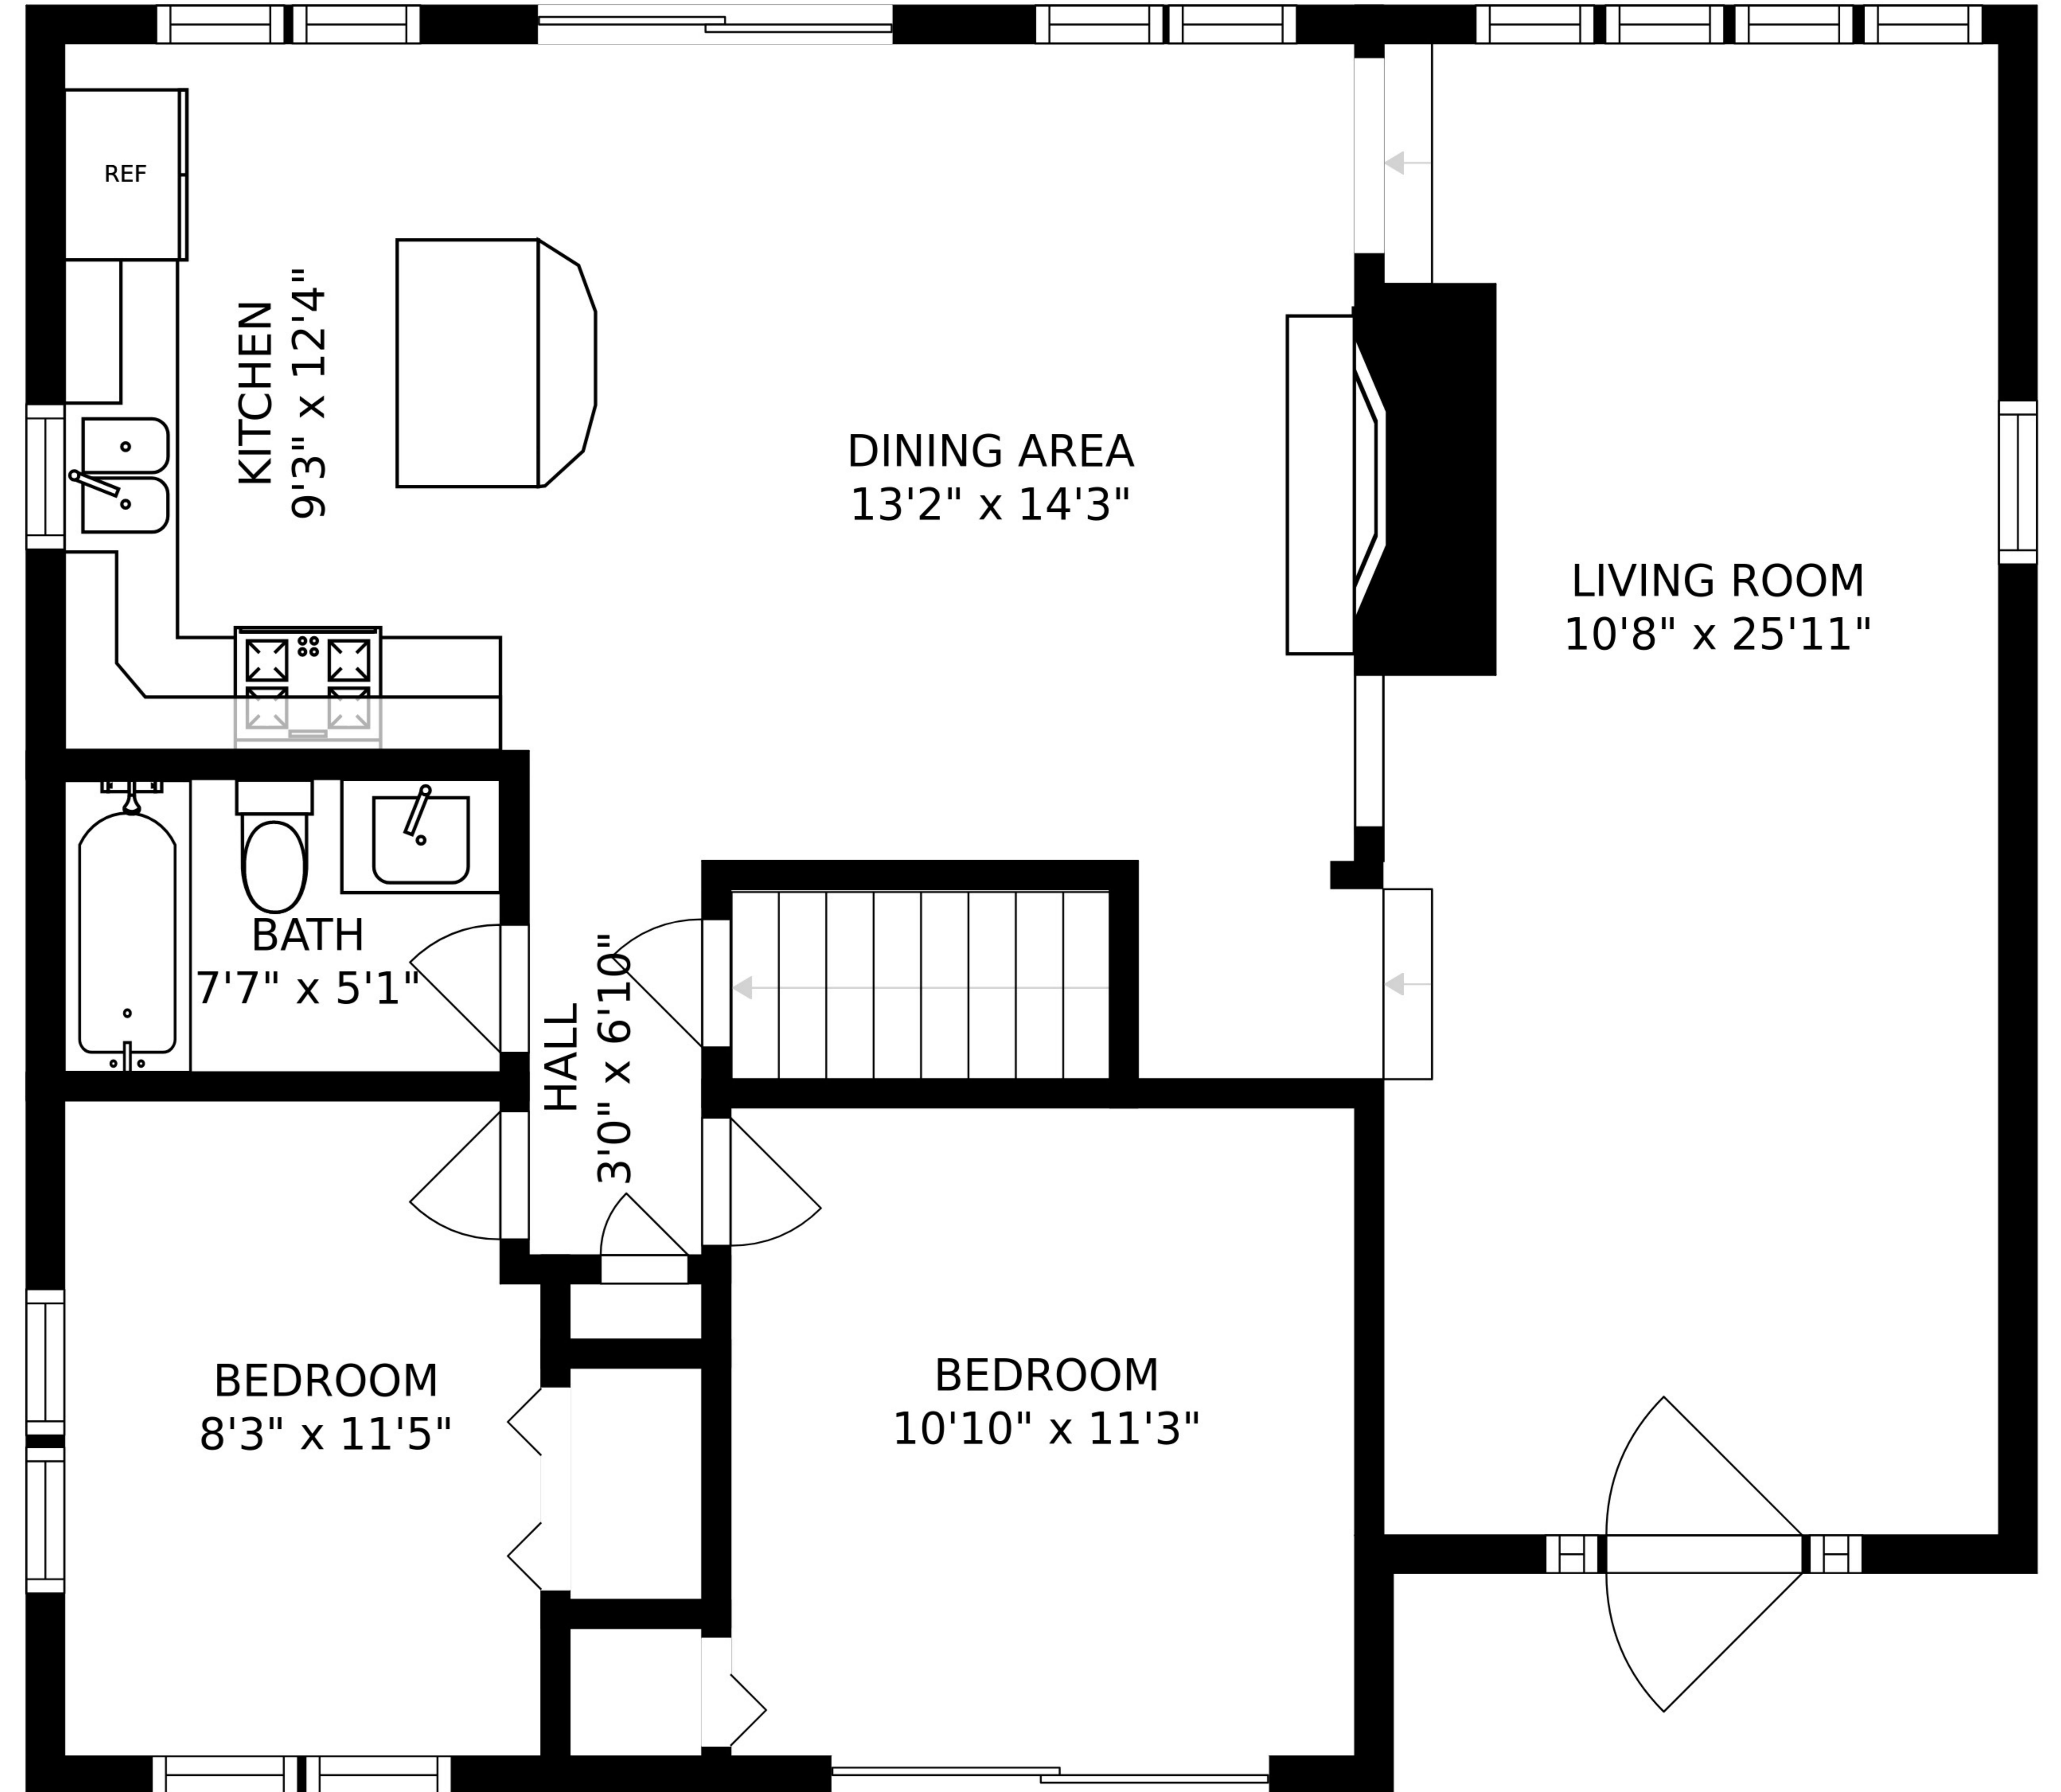 REF
KITCHEN
9'3" x 12'4"
DINING AREA
13'2" x 14'3"
LIVING ROOM
10'8" x 25'11"
BATH
7'7" x 5'1"
HALL
3'0" x 6'10"
BEDROOM
8'3" x 11'5"
BEDROOM
10'10" x 11'3"